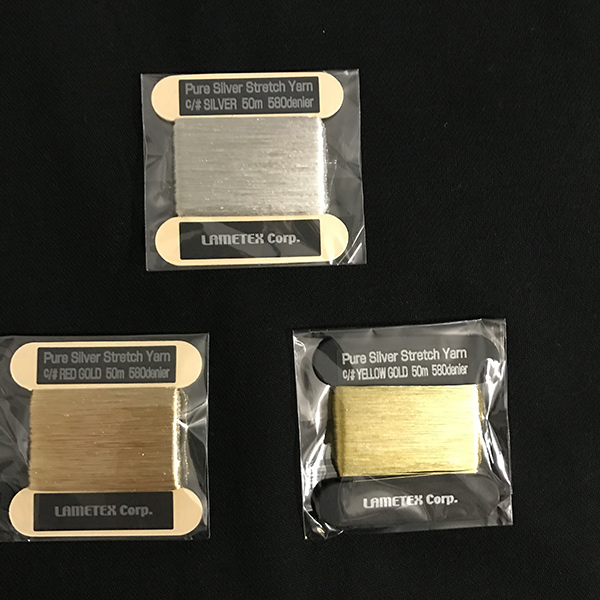 Pure Silver Stretch Yarn
c/# SILVER 50m 580denier
LAMETEX Corp.
Pure Silver Stretch Yarn
c/# RED GOLD 50m 580denier
LAMETEX Corp.
Pure Silver Stretch Yarn
c/# YELLOW GOLD 50m 580denier
LAMETEX Corp.